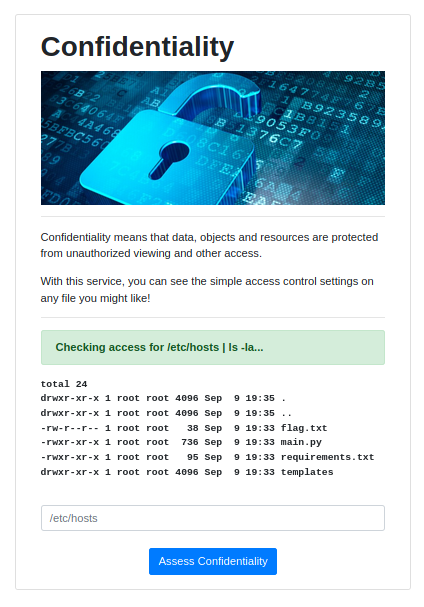 Confidentiality
Confidentiality means that data, objects and resources are protected
from unauthorized viewing and other access.
With this service, you can see the simple access control settings on
any file you might like!
Checking access for /etc/hosts | ls -la...
total 24
drwxr-xr-x 1 root root 4096 Sep  9 19:35 .
drwxr-xr-x 1 root root 4096 Sep  9 19:35 ..
-rw-r--r-- 1 root root   38 Sep  9 19:33 flag.txt
-rwxr-xr-x 1 root root  736 Sep  9 19:33 main.py
-rwxr-xr-x 1 root root   95 Sep  9 19:33 requirements.txt
drwxr-xr-x 1 root root 4096 Sep  9 19:33 templates
/etc/hosts
Assess Confidentiality